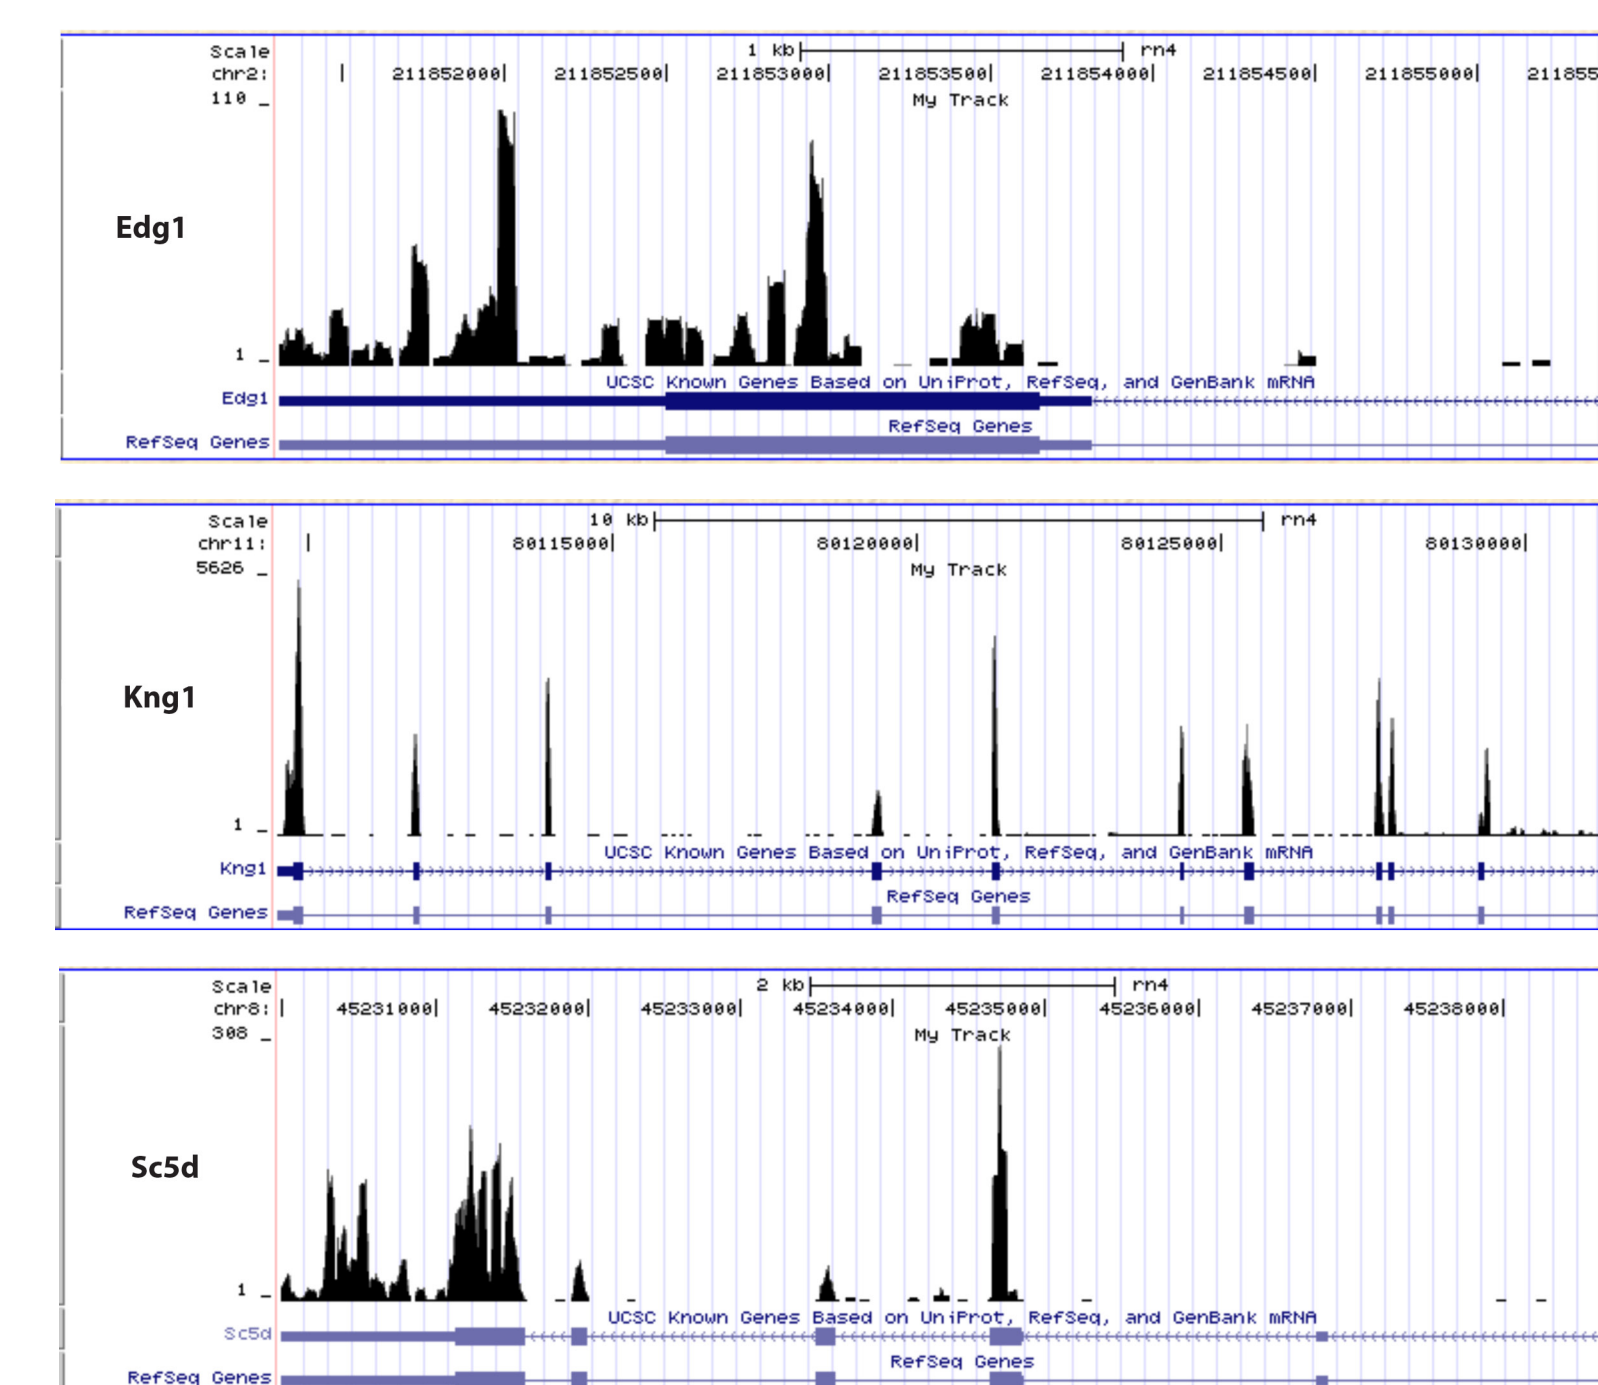 Scale 1 kb rn4
chr2: 211852000 211852500 211853000 211853500 211854000 211854500 211855000 211855
110 _ My Track
Edg1
1 _
UCSC Known Genes Based on UniProt, RefSeq, and GenBank mRNA
Edg1
RefSeq Genes
RefSeq Genes
Scale 10 kb rn4
chr11: 80115000 80120000 80125000 80130000
5626 _ My Track
Kng1
1 _
UCSC Known Genes Based on UniProt, RefSeq, and GenBank mRNA
Kng1
RefSeq Genes
RefSeq Genes
Scale 2 kb rn4
chr8: 45231000 45232000 45233000 45234000 45235000 45236000 45237000 45238000
308 _ My Track
Sc5d
1 _
UCSC Known Genes Based on UniProt, RefSeq, and GenBank mRNA
Sc5d
RefSeq Genes
RefSeq Genes